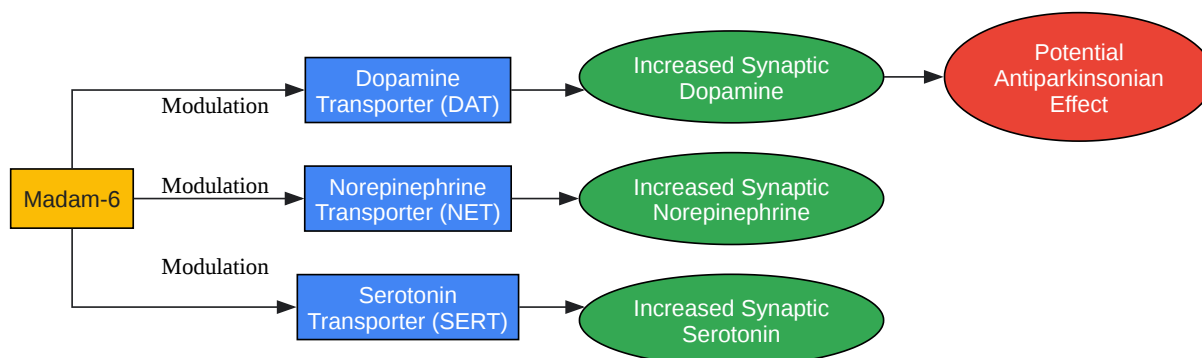 Dopamine
Transporter (DAT)
Increased Synaptic
Dopamine
Potential
Antiparkinsonian
Effect
Modulation
Madam-6
Modulation
Norepinephrine
Transporter (NET)
Increased Synaptic
Norepinephrine
Modulation
Serotonin
Transporter (SERT)
Increased Synaptic
Serotonin